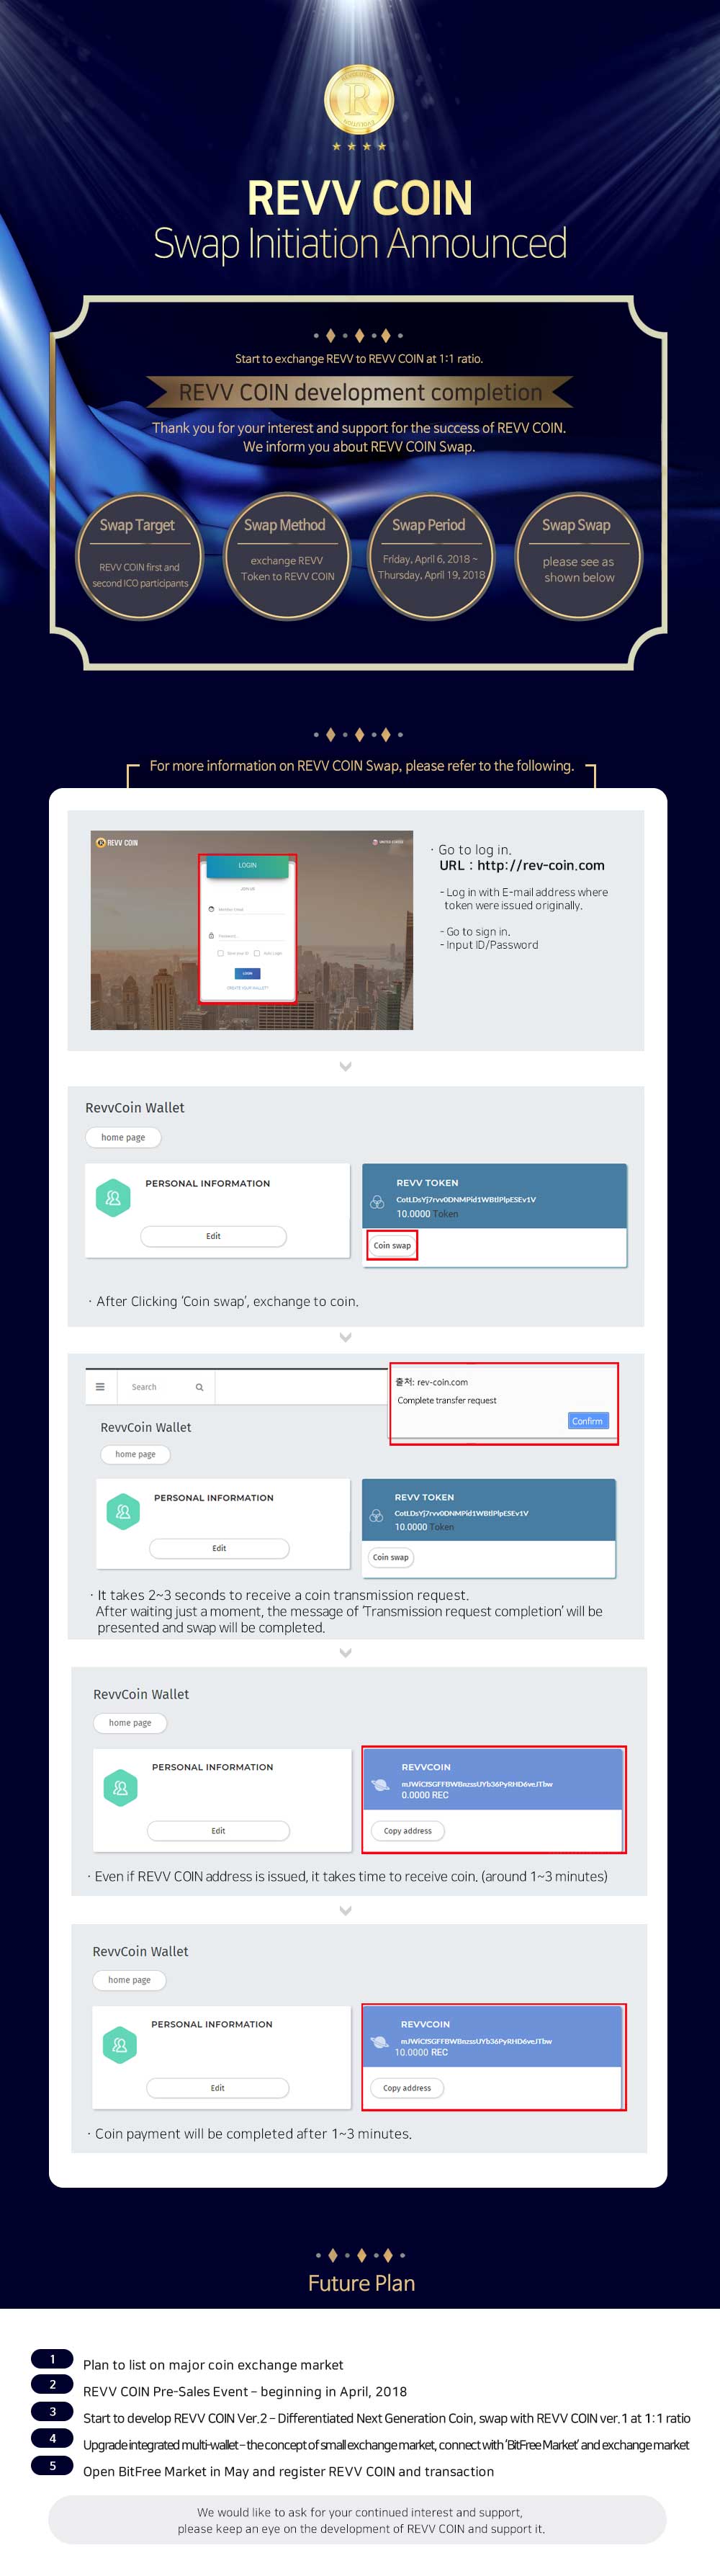 REVV COIN
Swap Initiation Announced
Start to exchange REVV to REVV COIN at 1:1 ratio.
REVV COIN development completion
Thank you for your interest and support for the success of REVV COIN.
We inform you about REVV COIN Swap.
Swap Target
REVV COIN first and
second ICO participants
Swap Method
exchange REVV
Token to REVV COIN
Swap Period
Friday, April 6, 2018 ~
Thursday, April 19, 2018
Swap Swap
please see as
shown below
For more information on REVV COIN Swap, please refer to the following.
REVV COIN
LOGIN
JOIN US
LOGIN
CREATE YOUR WALLET?
· Go to log in.
URL : http://rev-coin.com
- Log in with E-mail address where
token were issued originally.
- Go to sign in.
- Input ID/Password
RevvCoin Wallet
home page
PERSONAL INFORMATION
Edit
REVV TOKEN
10.0000 Token
Coin swap
· After Clicking 'Coin swap', exchange to coin.
Search
출처: rev-coin.com
Complete transfer request
Confirm
RevvCoin Wallet
home page
PERSONAL INFORMATION
Edit
REVV TOKEN
10.0000 Token
Coin swap
· It takes 2~3 seconds to receive a coin transmission request.
After waiting just a moment, the message of 'Transmission request completion' will be
presented and swap will be completed.
RevvCoin Wallet
home page
PERSONAL INFORMATION
Edit
REVVCOIN
0.0000 REC
Copy address
· Even if REVV COIN address is issued, it takes time to receive coin. (around 1~3 minutes)
RevvCoin Wallet
home page
PERSONAL INFORMATION
Edit
REVVCOIN
10.0000 REC
Copy address
· Coin payment will be completed after 1~3 minutes.
Future Plan
1 Plan to list on major coin exchange market
2 REVV COIN Pre-Sales Event – beginning in April, 2018
3 Start to develop REVV COIN Ver.2 – Differentiated Next Generation Coin, swap with REVV COIN ver.1 at 1:1 ratio
4 Upgrade integrated multi-wallet – the concept of small exchange market, connect with 'BitFree Market' and exchange market
5 Open BitFree Market in May and register REVV COIN and transaction
We would like to ask for your continued interest and support,
please keep an eye on the development of REVV COIN and support it.